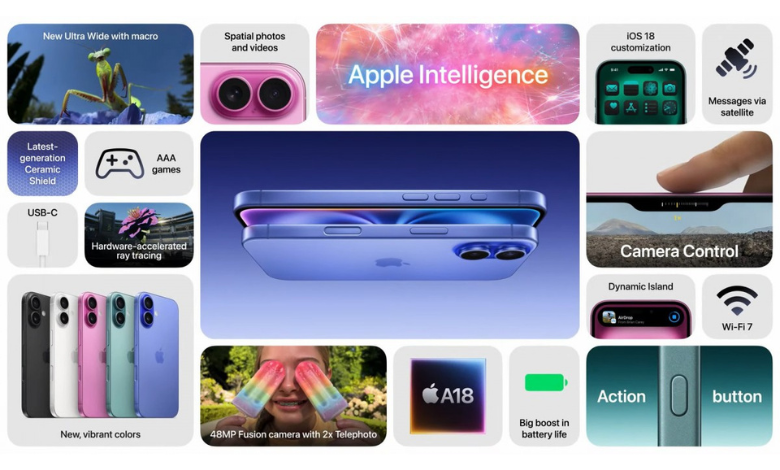 New Ultra Wide with macro
Spatial photos
and videos
Apple Intelligence
iOS 18
customization
Messages via
satellite
Latest-
generation
Ceramic
Shield
AAA
games
USB-C
Hardware-accelerated
ray tracing
Camera Control
Dynamic Island
AirDrop
Wi-Fi 7
New, vibrant colors
48MP Fusion camera with 2x Telephoto
A18
Big boost in
battery life
Action
button